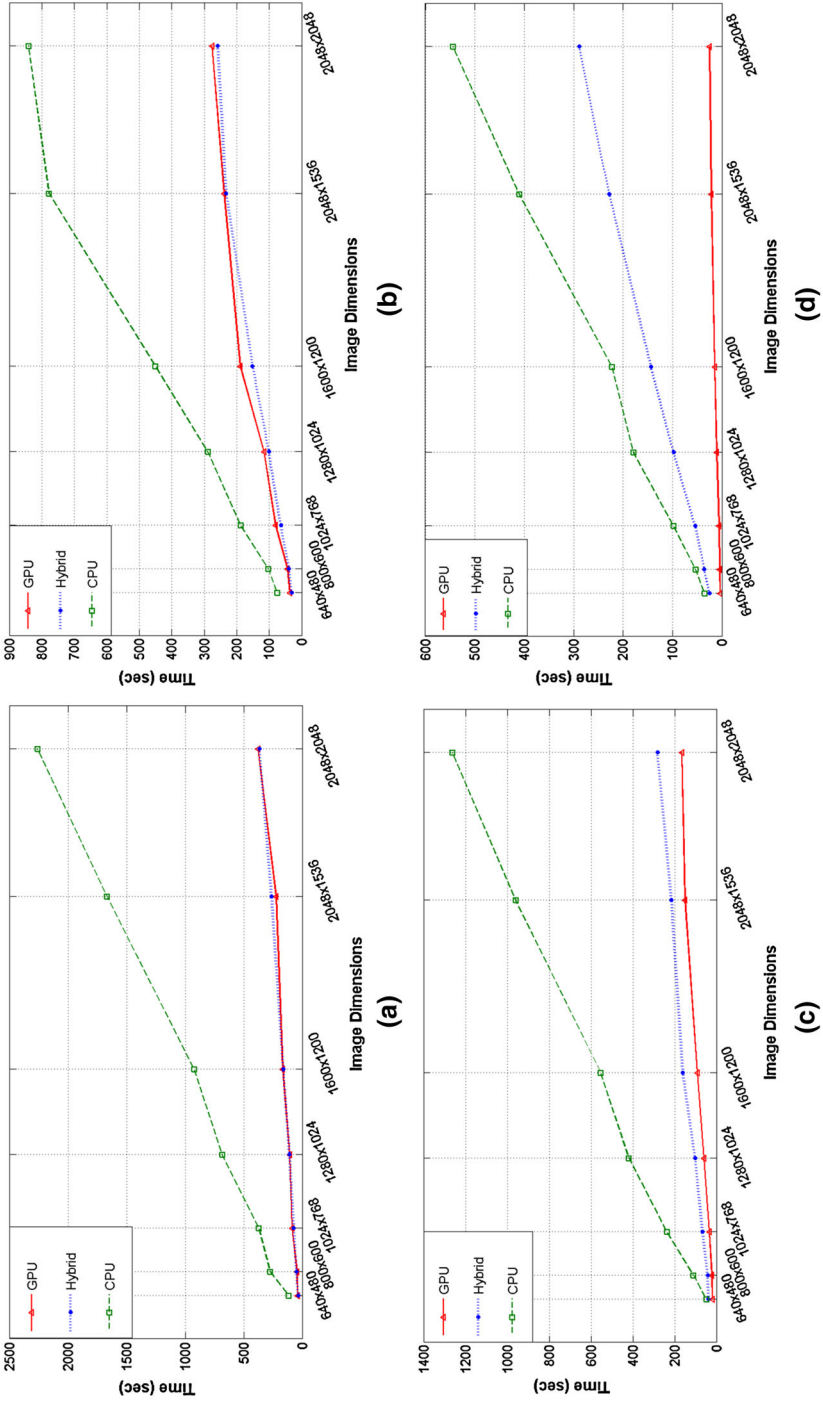 2500
2000
1500
1000
500
0
Time (sec)
GPU
Hybrid
CPU
640x480
800x600
1024x768
1280x1024
1600x1200
2048x1536
2048x2048
Image Dimensions
(a)
900
800
700
600
500
400
300
200
100
0
Time (sec)
GPU
Hybrid
CPU
640x480
800x600
1024x768
1280x1024
1600x1200
2048x1536
2048x2048
Image Dimensions
(b)
1400
1200
1000
800
600
400
200
0
Time (sec)
GPU
Hybrid
CPU
640x480
800x600
1024x768
1280x1024
1600x1200
2048x1536
2048x2048
Image Dimensions
(c)
600
500
400
300
200
100
0
Time (sec)
GPU
Hybrid
CPU
640x480
800x600
1024x768
1280x1024
1600x1200
2048x1536
2048x2048
Image Dimensions
(d)